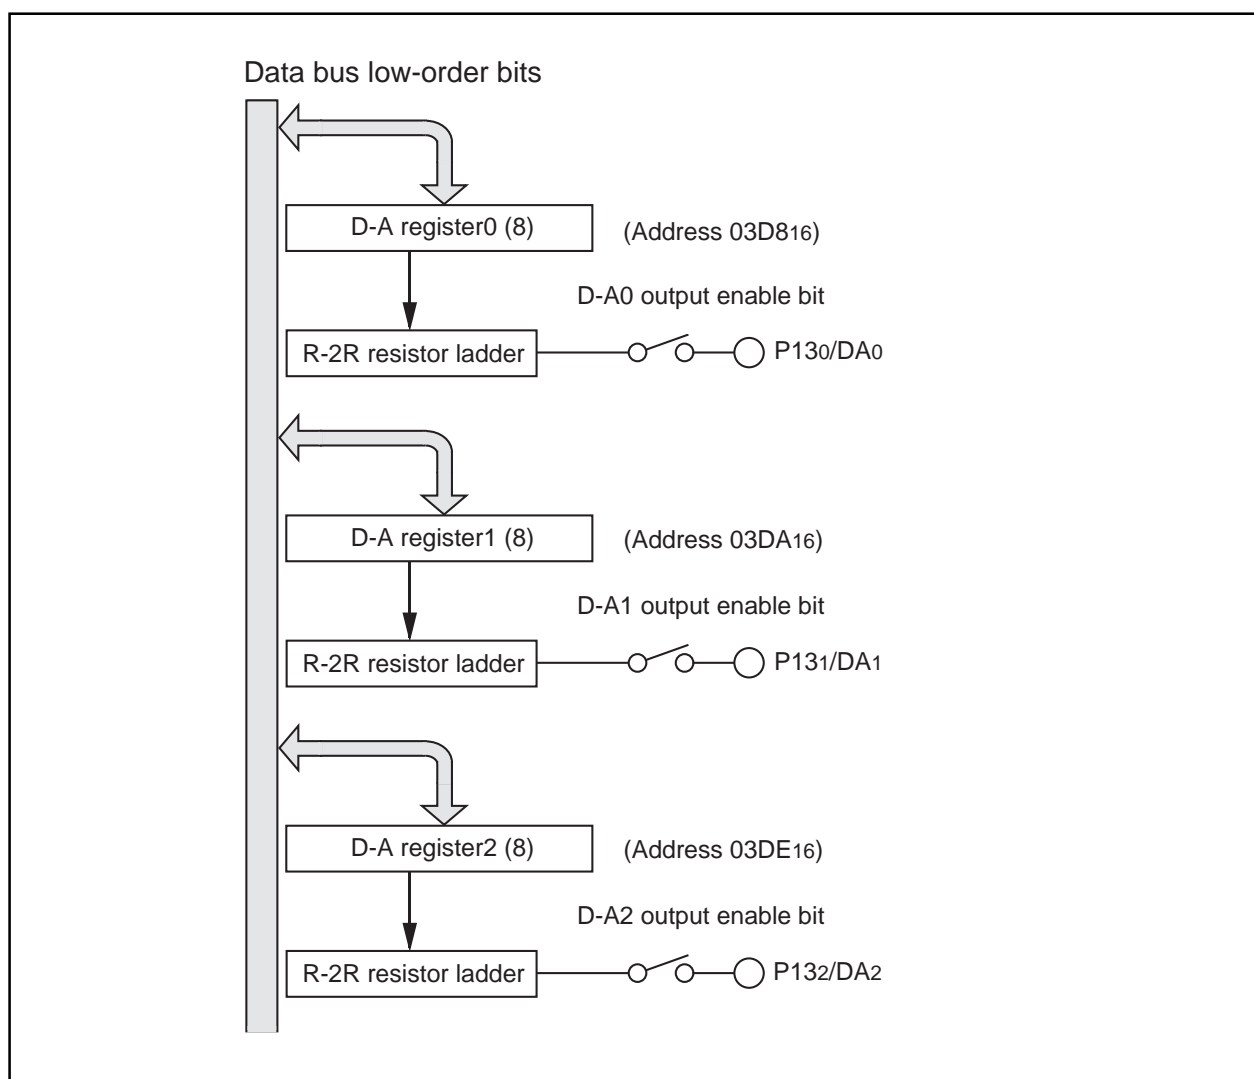 Data bus low-order bits
D-A register0 (8)
(Address 03D816)
D-A0 output enable bit
R-2R resistor ladder
P130/DA0
D-A register1 (8)
(Address 03DA16)
D-A1 output enable bit
R-2R resistor ladder
P131/DA1
D-A register2 (8)
(Address 03DE16)
D-A2 output enable bit
R-2R resistor ladder
P132/DA2